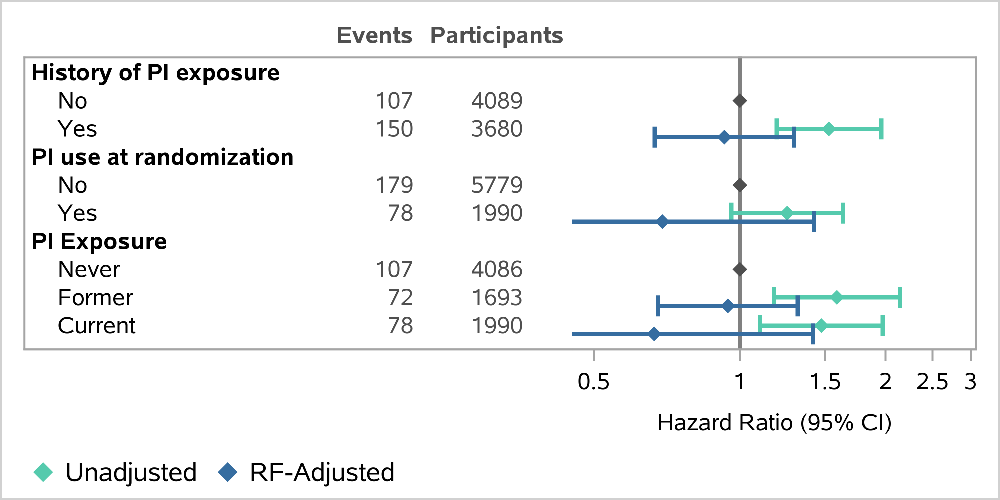 Events Participants
History of PI exposure
No 107 4089
Yes 150 3680
PI use at randomization
No 179 5779
Yes 78 1990
PI Exposure
Never 107 4086
Former 72 1693
Current 78 1990
0.5 1 1.5 2 2.5 3
Hazard Ratio (95% CI)
Unadjusted RF-Adjusted